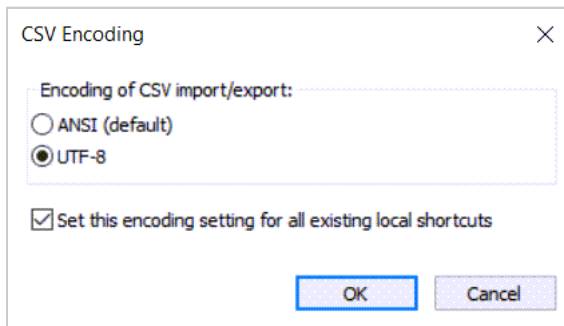 CSV Encoding
Encoding of CSV import/export:
ANSI (default)
UTF-8
Set this encoding setting for all existing local shortcuts
OK
Cancel